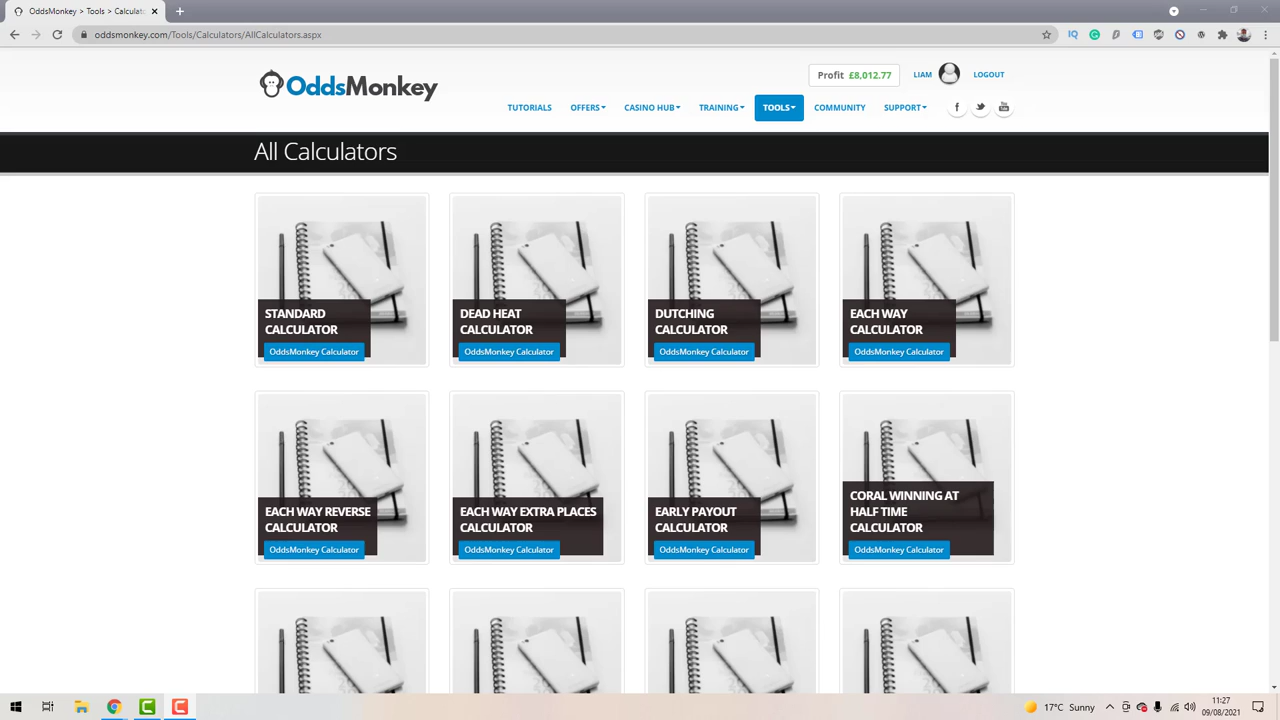 OddsMonkey > Tools > Calculators
oddsmonkey.com/Tools/Calculators/AllCalculators.aspx
OddsMonkey
Profit £8,012.77
LIAM
LOGOUT
TUTORIALS
OFFERS
CASINO HUB
TRAINING
TOOLS
COMMUNITY
SUPPORT
All Calculators
STANDARD
CALCULATOR
OddsMonkey Calculator
DEAD HEAT
CALCULATOR
OddsMonkey Calculator
DUTCHING
CALCULATOR
OddsMonkey Calculator
EACH WAY
CALCULATOR
OddsMonkey Calculator
EACH WAY REVERSE
CALCULATOR
OddsMonkey Calculator
EACH WAY EXTRA PLACES
CALCULATOR
OddsMonkey Calculator
EARLY PAYOUT
CALCULATOR
OddsMonkey Calculator
CORAL WINNING AT
HALF TIME
CALCULATOR
OddsMonkey Calculator
17°C Sunny
11:27
09/08/2021